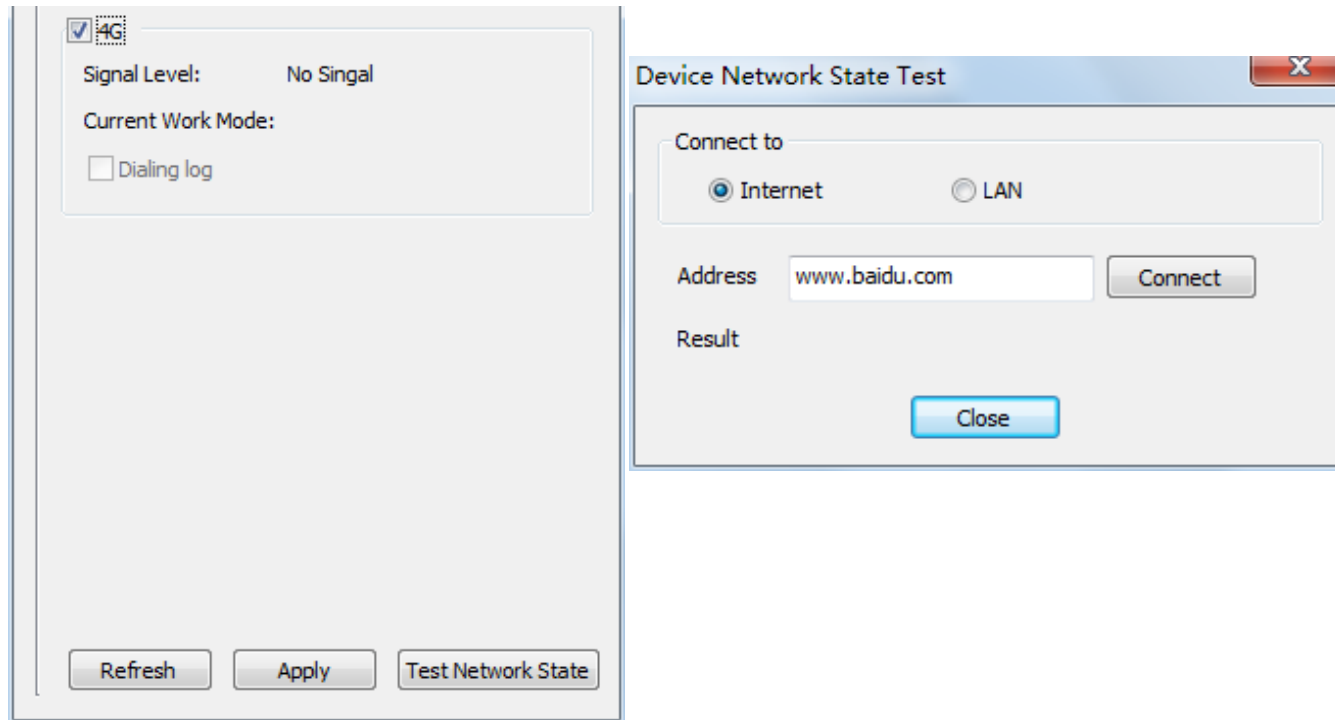 4G
Signal Level: No Singal
Current Work Mode:
Dialing log
Refresh Apply Test Network State
Device Network State Test
Connect to
Internet LAN
Address www.baidu.com Connect
Result
Close